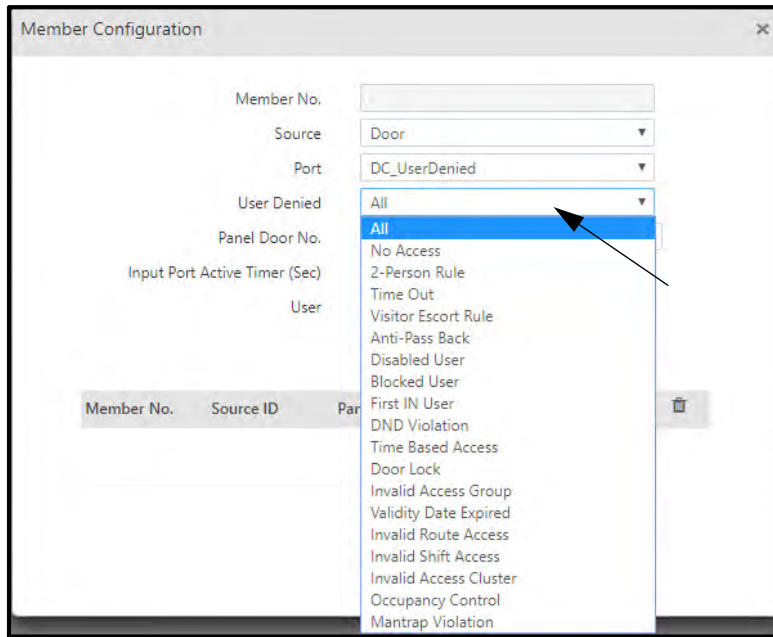 Member Configuration
Member No.
Source Door
Port DC_UserDenied
User Denied All
Panel Door No.
Input Port Active Timer (Sec)
User
All
No Access
2-Person Rule
Time Out
Visitor Escort Rule
Anti-Pass Back
Disabled User
Blocked User
First IN User
DND Violation
Time Based Access
Door Lock
Invalid Access Group
Validity Date Expired
Invalid Route Access
Invalid Shift Access
Invalid Access Cluster
Occupancy Control
Mantrap Violation
Member No. Source ID